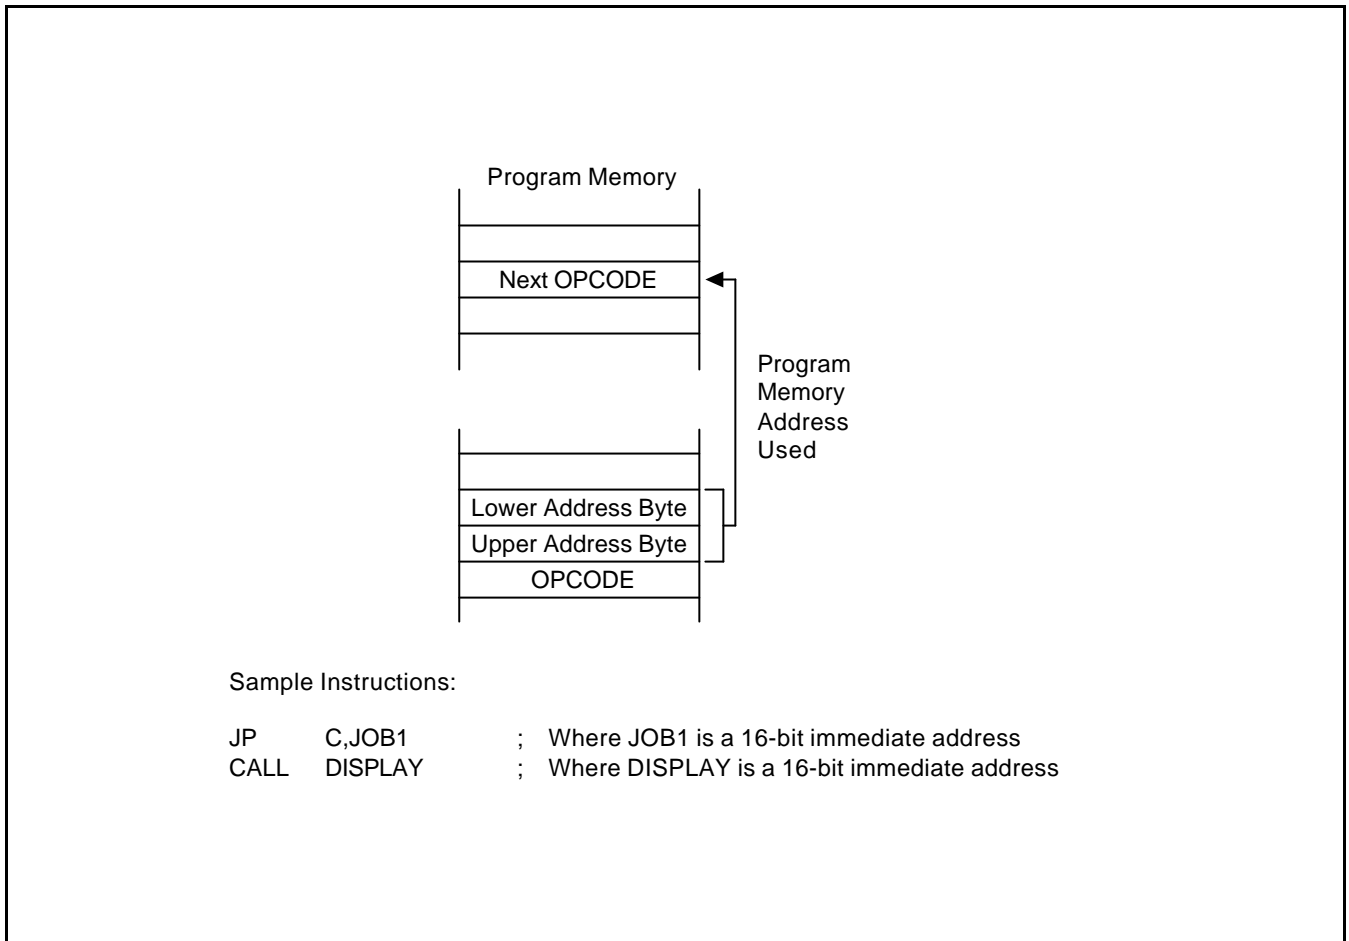 Program Memory
Next OPCODE
Program
Memory
Address
Used
Lower Address Byte
Upper Address Byte
OPCODE
Sample Instructions:
JP C,JOB1 ; Where JOB1 is a 16-bit immediate address
CALL DISPLAY ; Where DISPLAY is a 16-bit immediate address